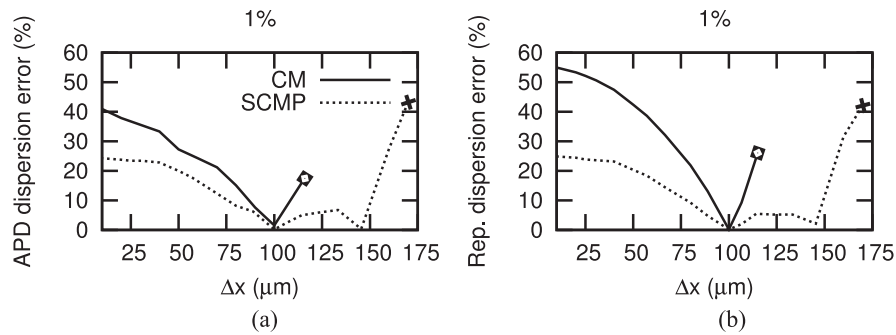 1%
APD dispersion error (%)
60
50
40
30
20
10
0
CM
SCMP
25 50 75 100 125 150 175
Δx (μm)
(a)
1%
Rep. dispersion error (%)
60
50
40
30
20
10
0
25 50 75 100 125 150 175
Δx (μm)
(b)